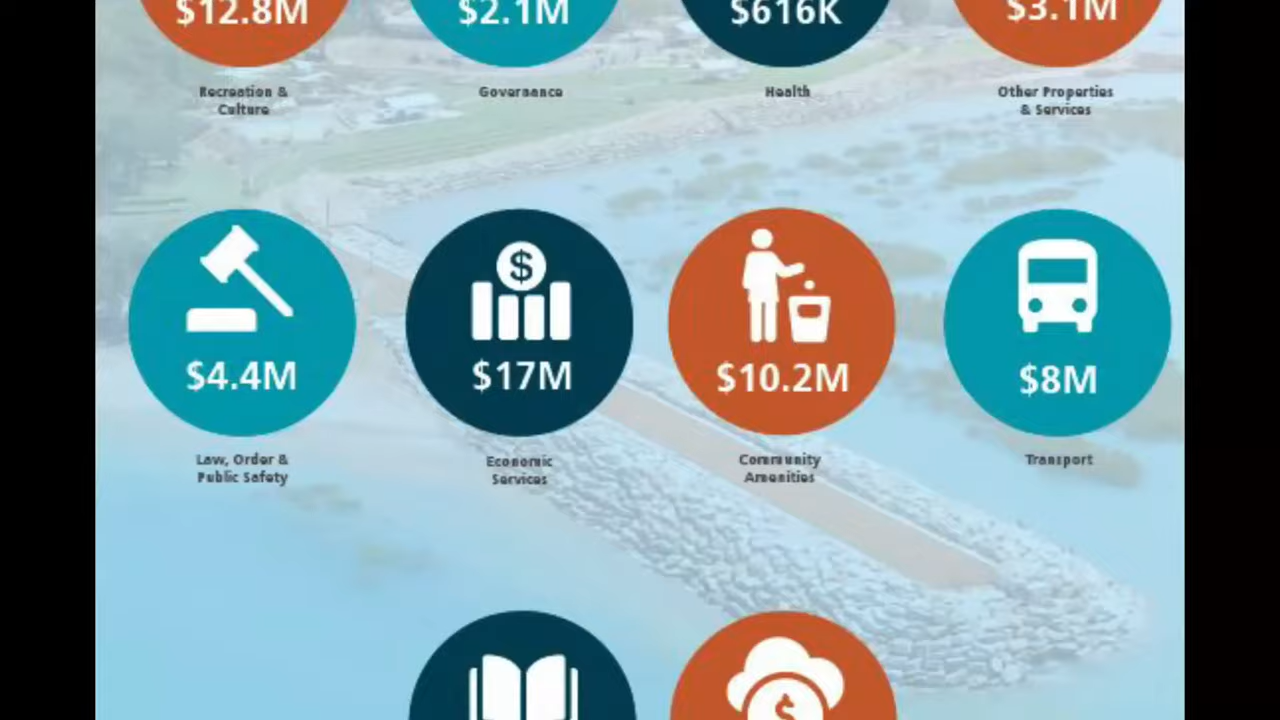 $12.8M
$2.1M
$616K
$3.1M
Recreation &
Culture
Governance
Health
Other Properties
& Services
$
$4.4M
$17M
$10.2M
$8M
Law, Order &
Public Safety
Economic
Services
Community
Amenities
Transport
$